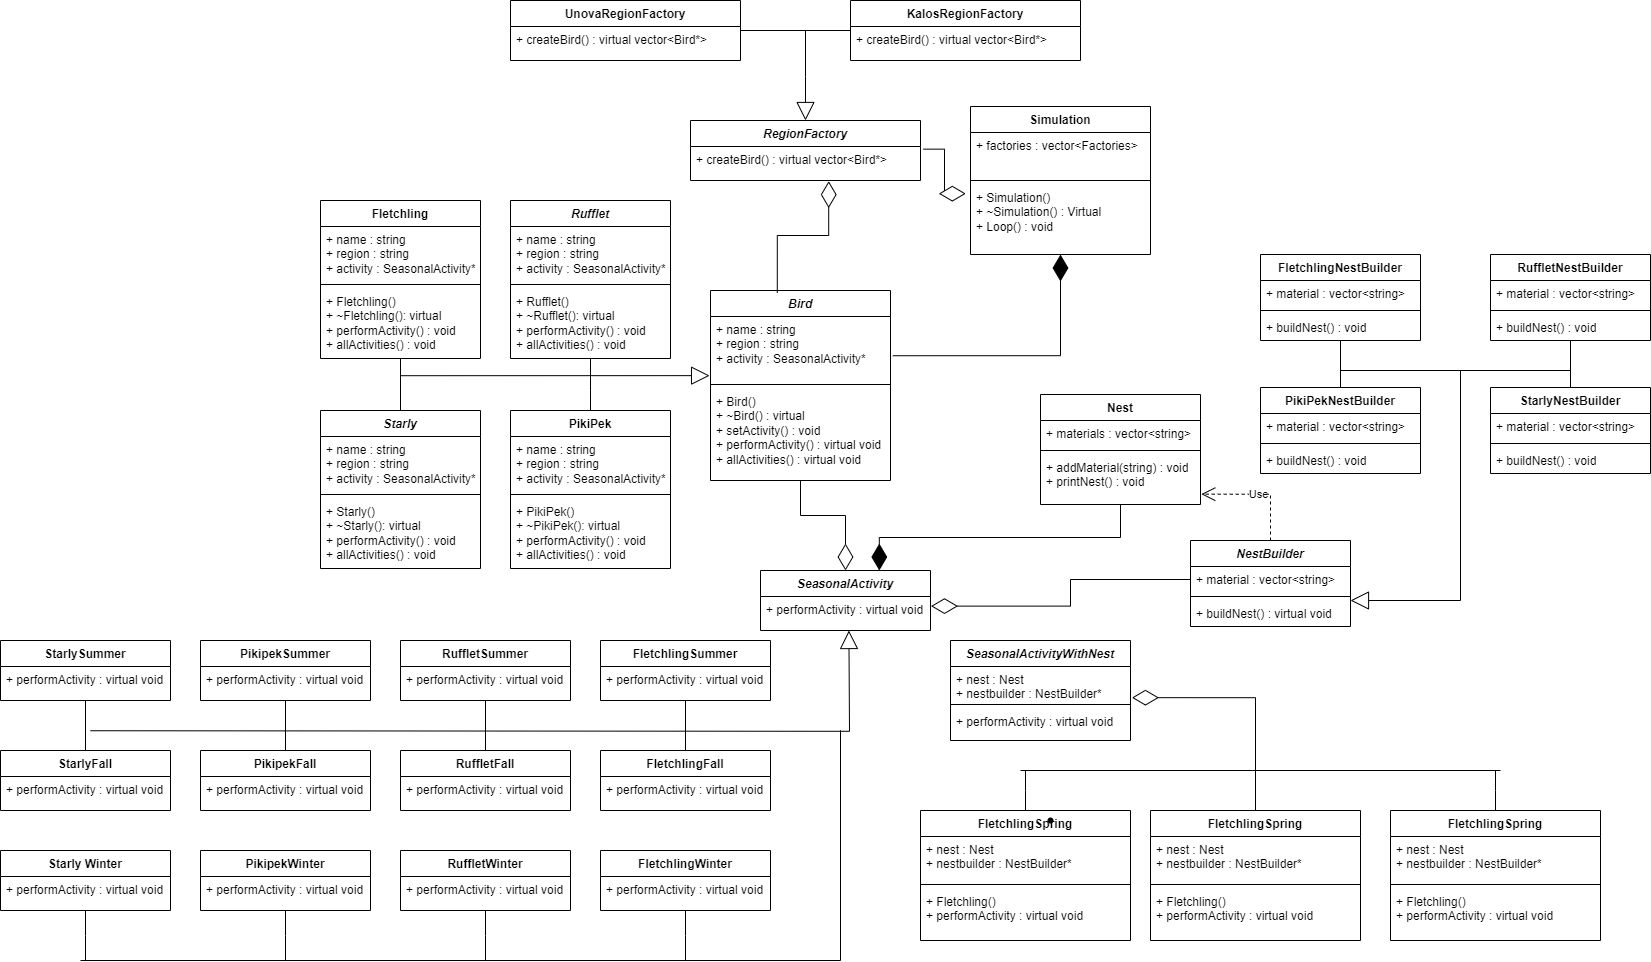 UnovaRegionFactory
+ createBird() : virtual vector<Bird*>
KalosRegionFactory
+ createBird() : virtual vector<Bird*>
RegionFactory
+ createBird() : virtual vector<Bird*>
Simulation
+ factories : vector<Factories>
+ Simulation()
+ ~Simulation() : Virtual
+ Loop() : void
Fletchling
+ name : string
+ region : string
+ activity : SeasonalActivity*
+ Fletchling()
+ ~Fletchling(): virtual
+ performActivity() : void
+ allActivities() : void
Rufflet
+ name : string
+ region : string
+ activity : SeasonalActivity*
+ Rufflet()
+ ~Rufflet(): virtual
+ performActivity() : void
+ allActivities() : void
Bird
+ name : string
+ region : string
+ activity : SeasonalActivity*
+ Bird()
+ ~Bird() : virtual
+ setActivity() : void
+ performActivity() : virtual void
+ allActivities() : virtual void
FletchlingNestBuilder
+ material : vector<string>
+ buildNest() : void
RuffletNestBuilder
+ material : vector<string>
+ buildNest() : void
PikiPekNestBuilder
+ material : vector<string>
+ buildNest() : void
StarlyNestBuilder
+ material : vector<string>
+ buildNest() : void
Starly
+ name : string
+ region : string
+ activity : SeasonalActivity*
+ Starly()
+ ~Starly(): virtual
+ performActivity() : void
+ allActivities() : void
PikiPek
+ name : string
+ region : string
+ activity : SeasonalActivity*
+ PikiPek()
+ ~PikiPek(): virtual
+ performActivity() : void
+ allActivities() : void
Nest
+ materials : vector<string>
+ addMaterial(string) : void
+ printNest() : void
Use
NestBuilder
+ material : vector<string>
+ buildNest() : virtual void
SeasonalActivity
+ performActivity : virtual void
StarlySummer
+ performActivity : virtual void
PikipekSummer
+ performActivity : virtual void
RuffletSummer
+ performActivity : virtual void
FletchlingSummer
+ performActivity : virtual void
SeasonalActivityWithNest
+ nest : Nest
+ nestbuilder : NestBuilder*
+ performActivity : virtual void
StarlyFall
+ performActivity : virtual void
PikipekFall
+ performActivity : virtual void
RuffletFall
+ performActivity : virtual void
FletchlingFall
+ performActivity : virtual void
Starly Winter
+ performActivity : virtual void
PikipekWinter
+ performActivity : virtual void
RuffletWinter
+ performActivity : virtual void
FletchlingWinter
+ performActivity : virtual void
FletchlingSpring
+ nest : Nest
+ nestbuilder : NestBuilder*
+ Fletchling()
+ performActivity : virtual void
FletchlingSpring
+ nest : Nest
+ nestbuilder : NestBuilder*
+ Fletchling()
+ performActivity : virtual void
FletchlingSpring
+ nest : Nest
+ nestbuilder : NestBuilder*
+ Fletchling()
+ performActivity : virtual void